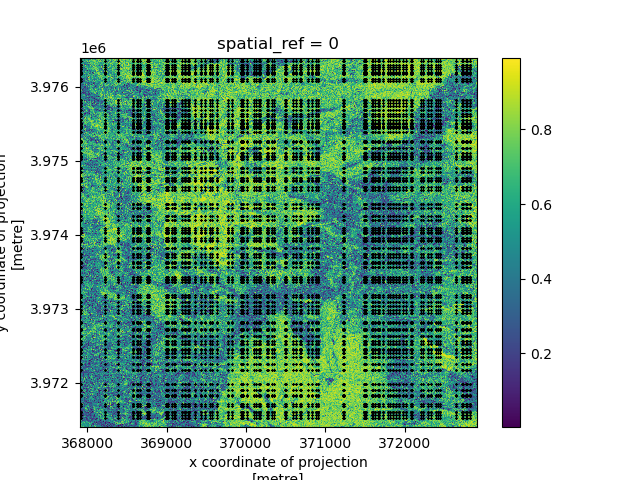 spatial_ref = 0
1e6
3.976
3.975
3.974
3.973
3.972
y coordinate of projection
[metre]
368000 369000 370000 371000 372000
x coordinate of projection
[metre]
0.8
0.6
0.4
0.2